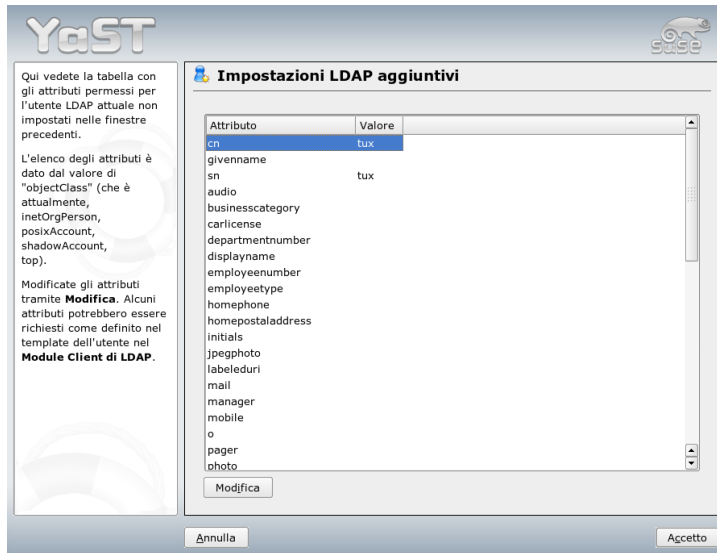 YaST
SUSE
Qui vedete la tabella con
gli attributi permessi per
l'utente LDAP attuale non
impostati nelle finestre
precedenti.
L'elenco degli attributi è
dato dal valore di
"objectClass" (che è
attualmente,
inetOrgPerson,
posixAccount,
shadowAccount,
top).
Modificate gli attributi
tramite Modifica. Alcuni
attributi potrebbero essere
richiesti come definito nel
template dell'utente nel
Module Client di LDAP.
Impostazioni LDAP aggiuntivi
Attributo Valore
cn tux
givenname
sn tux
audio
businesscategory
carlicense
departmentnumber
displayname
employeenumber
employeetype
homephone
homepostaladdress
initials
jpegphoto
labeleduri
mail
manager
mobile
o
pager
photo
Modifica
Annulla Accetto